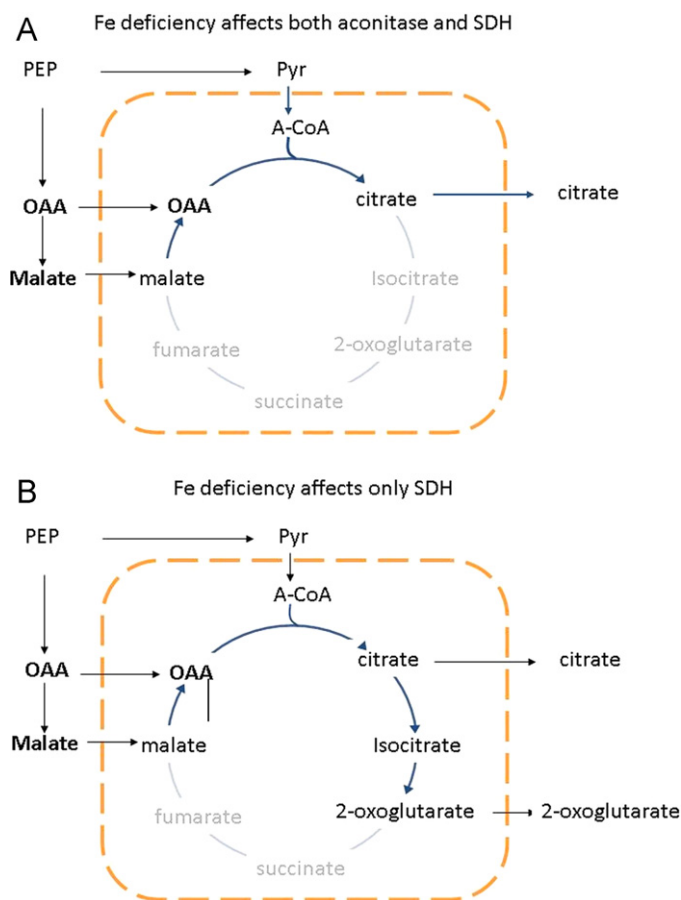 A
Fe deficiency affects both aconitase and SDH
PEP
Pyr
A-CoA
OAA
OAA
citrate
citrate
Malate
malate
Isocitrate
fumarate
2-oxoglutarate
succinate
B
Fe deficiency affects only SDH
PEP
Pyr
A-CoA
OAA
OAA
citrate
citrate
Malate
malate
Isocitrate
fumarate
2-oxoglutarate
2-oxoglutarate
succinate